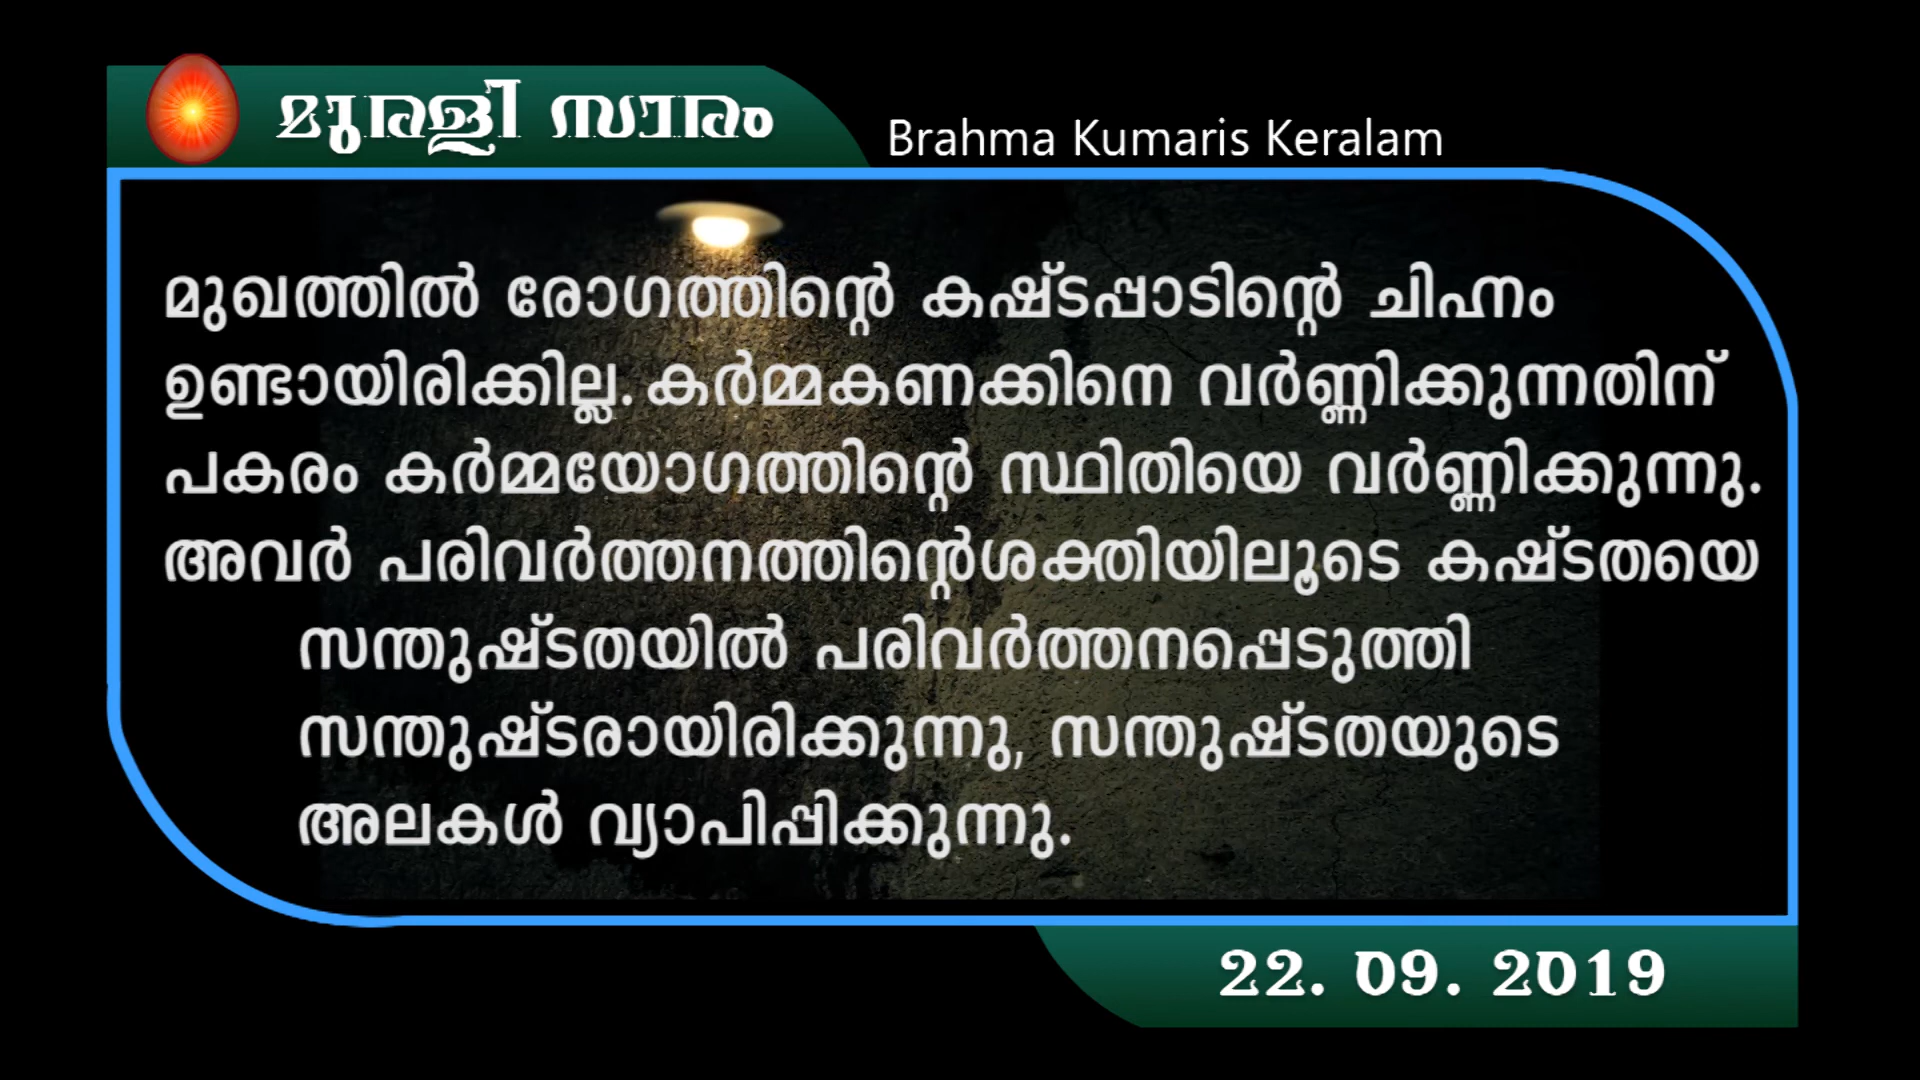 മുരളി സാരം
Brahma Kumaris Keralam
മുഖത്തിൽ രോഗത്തിന്റെ കഷ്ടപ്പാടിന്റെ ചിഹ്നം
ഉണ്ടായിരിക്കില്ല. കർമ്മകണക്കിനെ വർണ്ണിക്കുന്നതിന്
പകരം കർമ്മയോഗത്തിന്റെ സ്ഥിതിയെ വർണ്ണിക്കുന്നു.
അവർ പരിവർത്തനത്തിന്റെശക്തിയിലൂടെ കഷ്ടതയെ
സന്തുഷ്ടതയിൽ പരിവർത്തനപ്പെടുത്തി
സന്തുഷ്ടരായിരിക്കുന്നു, സന്തുഷ്ടതയുടെ
അലകൾ വ്യാപിപ്പിക്കുന്നു.
22. 09. 2019